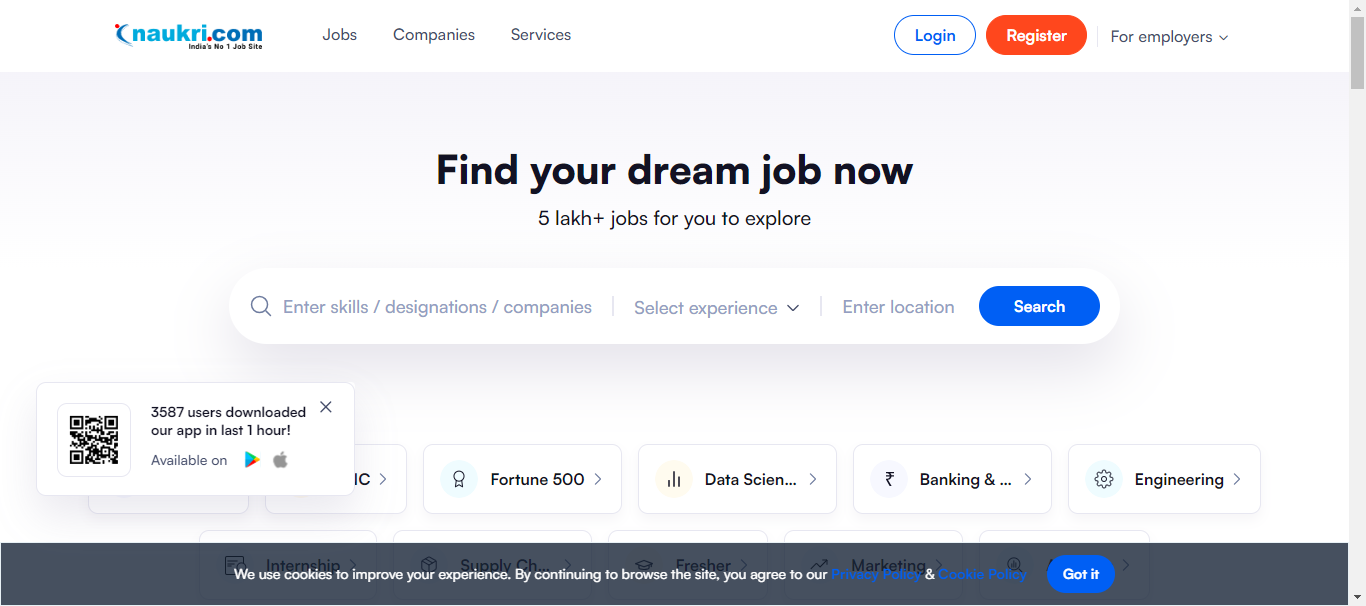 naukri.com
India's No 1 Job Site
Jobs
Companies
Services
Login
Register
For employers
Find your dream job now
5 lakh+ jobs for you to explore
Enter skills / designations / companies
Select experience
Enter location
Search
3587 users downloaded
our app in last 1 hour!
Available on
Fortune 500
Data Scien...
Banking & ...
Engineering
Internship
Supply Ch...
Fresher
Marketing
We use cookies to improve your experience. By continuing to browse the site, you agree to our Privacy Policy & Cookie Policy
Got it